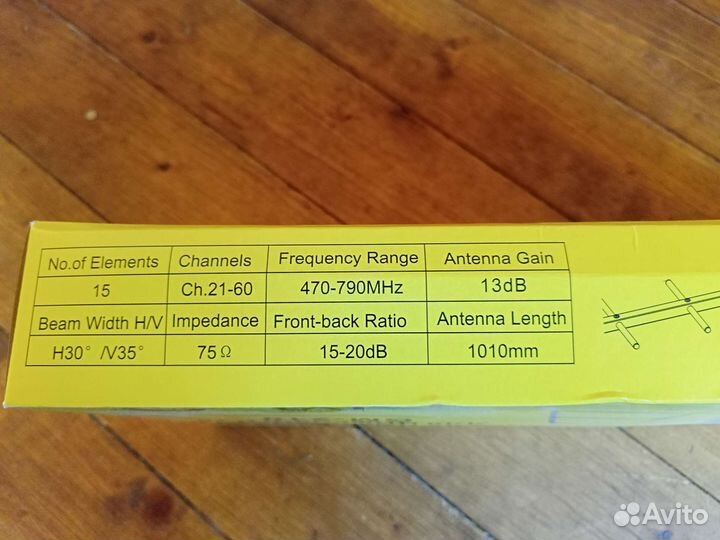 No.of Elements Channels Frequency Range Antenna Gain
15 Ch.21-60 470-790MHz 13dB
Beam Width H/V Impedance Front-back Ratio Antenna Length
H30° /V35° 75Ω 15-20dB 1010mm
Avito